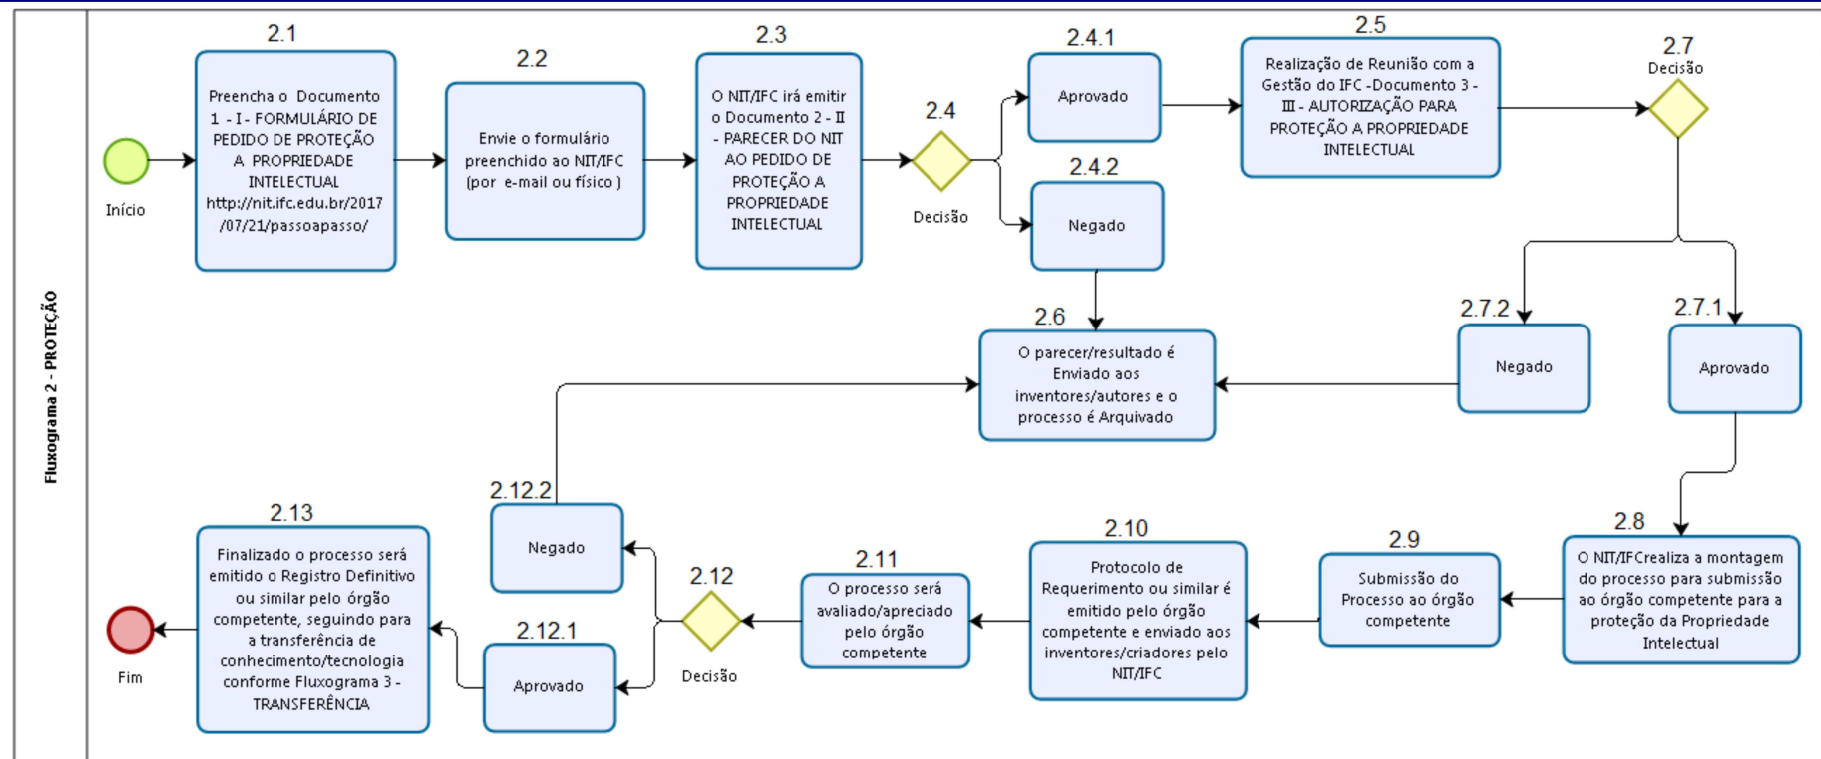 Fluxograma 2 - PROTEÇÃO
Início
2.1
Preencha o Documento
1 - I - FORMULÁRIO DE
PEDIDO DE PROTEÇÃO
A PROPRIEDADE
INTELECTUAL
http://nit.ifc.edu.br/2017
/07/21/passoapasso/
2.2
Envie o formulário
preenchido ao NIT/IFC
(por e-mail ou físico )
2.3
O NIT/IFC irá emitir
o Documento 2 - II
- PARECER DO NIT
AO PEDIDO DE
PROTEÇÃO A
PROPRIEDADE
INTELECTUAL
2.4
Decisão
2.4.1
Aprovado
2.4.2
Negado
2.5
Realização de Reunião com a
Gestão do IFC -Documento 3 -
III - AUTORIZAÇÃO PARA
PROTEÇÃO A PROPRIEDADE
INTELECTUAL
2.7
Decisão
2.6
O parecer/resultado é
Enviado aos
inventores/autores e o
processo é Arquivado
2.7.2
Negado
2.7.1
Aprovado
2.8
O NIT/IFCrealiza a montagem
do processo para submissão
ao órgão competente para a
proteção da Propriedade
Intelectual
2.9
Submissão do
Processo ao órgão
competente
2.10
Protocolo de
Requerimento ou similar é
emitido pelo órgão
competente e enviado aos
inventores/criadores pelo
NIT/IFC
2.11
O processo será
avaliado/apreciado
pelo órgão
competente
2.12
Decisão
2.12.2
Negado
2.12.1
Aprovado
2.13
Finalizado o processo será
emitido o Registro Definitivo
ou similar pelo órgão
competente, seguindo para
a transferência de
conhecimento/tecnologia
conforme Fluxograma 3 -
TRANSFERÊNCIA
Fim